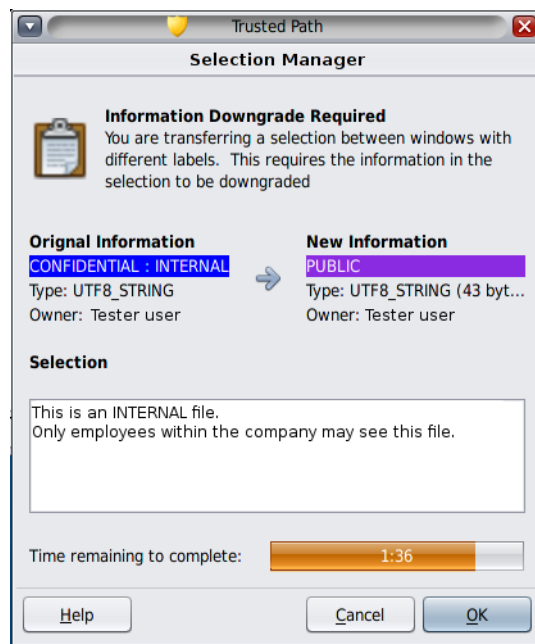 Trusted Path
Selection Manager
Information Downgrade Required
You are transferring a selection between windows with
different labels.  This requires the information in the
selection to be downgraded
Orignal Information
CONFIDENTIAL : INTERNAL
Type: UTF8_STRING
Owner: Tester user
New Information
PUBLIC
Type: UTF8_STRING (43 byt...
Owner: Tester user
Selection
This is an INTERNAL file.
Only employees within the company may see this file.
Time remaining to complete:
1:36
Help
Cancel
OK